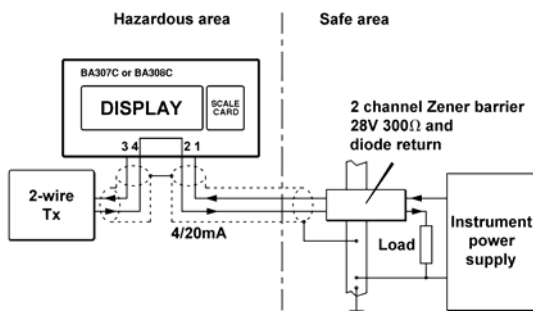 Hazardous area
Safe area
BA307C or BA308C
DISPLAY
SCALE
CARD
3 4
2 1
2 channel Zener barrier
28V 300Ω and
diode return
2-wire
Tx
4/20mA
Load
Instrument
power
supply